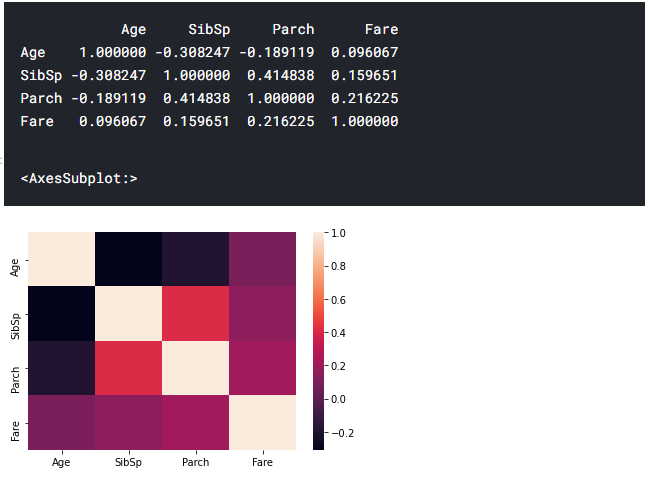 Age SibSp Parch Fare
Age 1.000000 -0.308247 -0.189119 0.096067
SibSp -0.308247 1.000000 0.414838 0.159651
Parch -0.189119 0.414838 1.000000 0.216225
Fare 0.096067 0.159651 0.216225 1.000000
<AxesSubplot:>
Age
SibSp
Parch
Fare
Age SibSp Parch Fare
1.0
0.8
0.6
0.4
0.2
0.0
−0.2